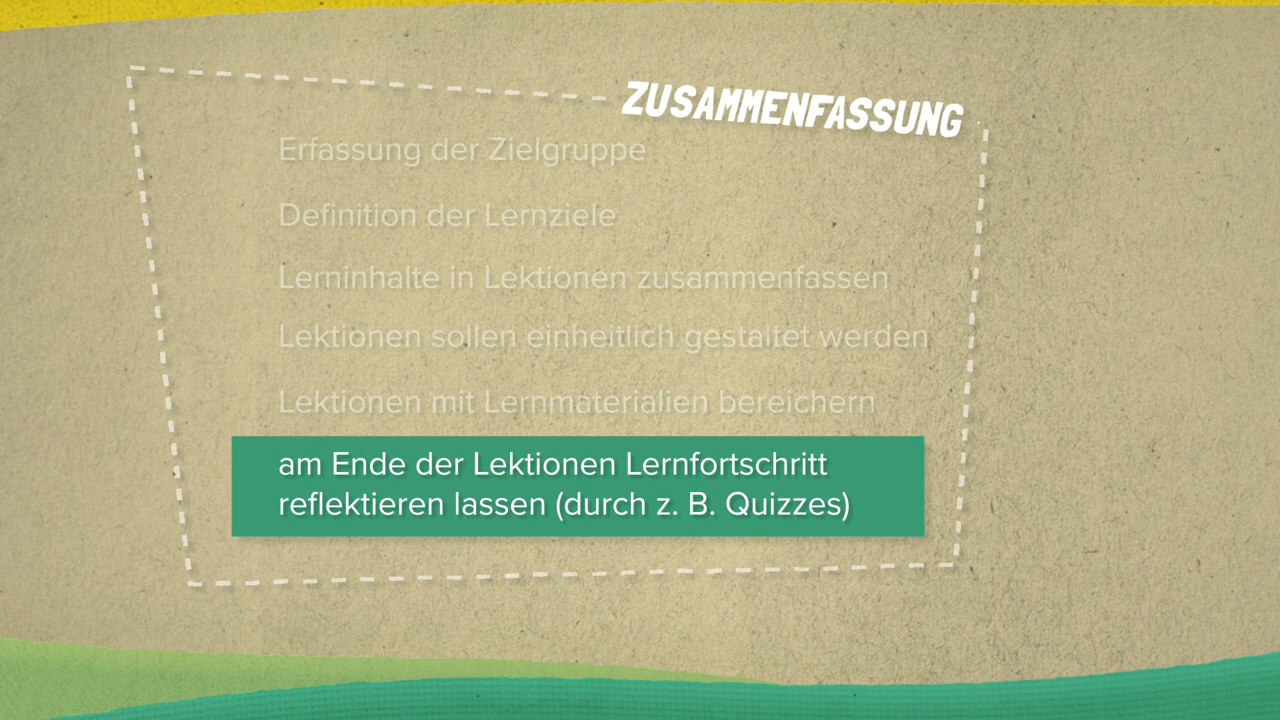 ZUSAMMENFASSUNG
Erfassung der Zielgruppe
Definition der Lernziele
Lerninhalte in Lektionen zusammenfassen
Lektionen sollen einheitlich gestaltet werden
Lektionen mit Lernmaterialien bereichern
am Ende der Lektionen Lernfortschritt
reflektieren lassen (durch z. B. Quizzes)